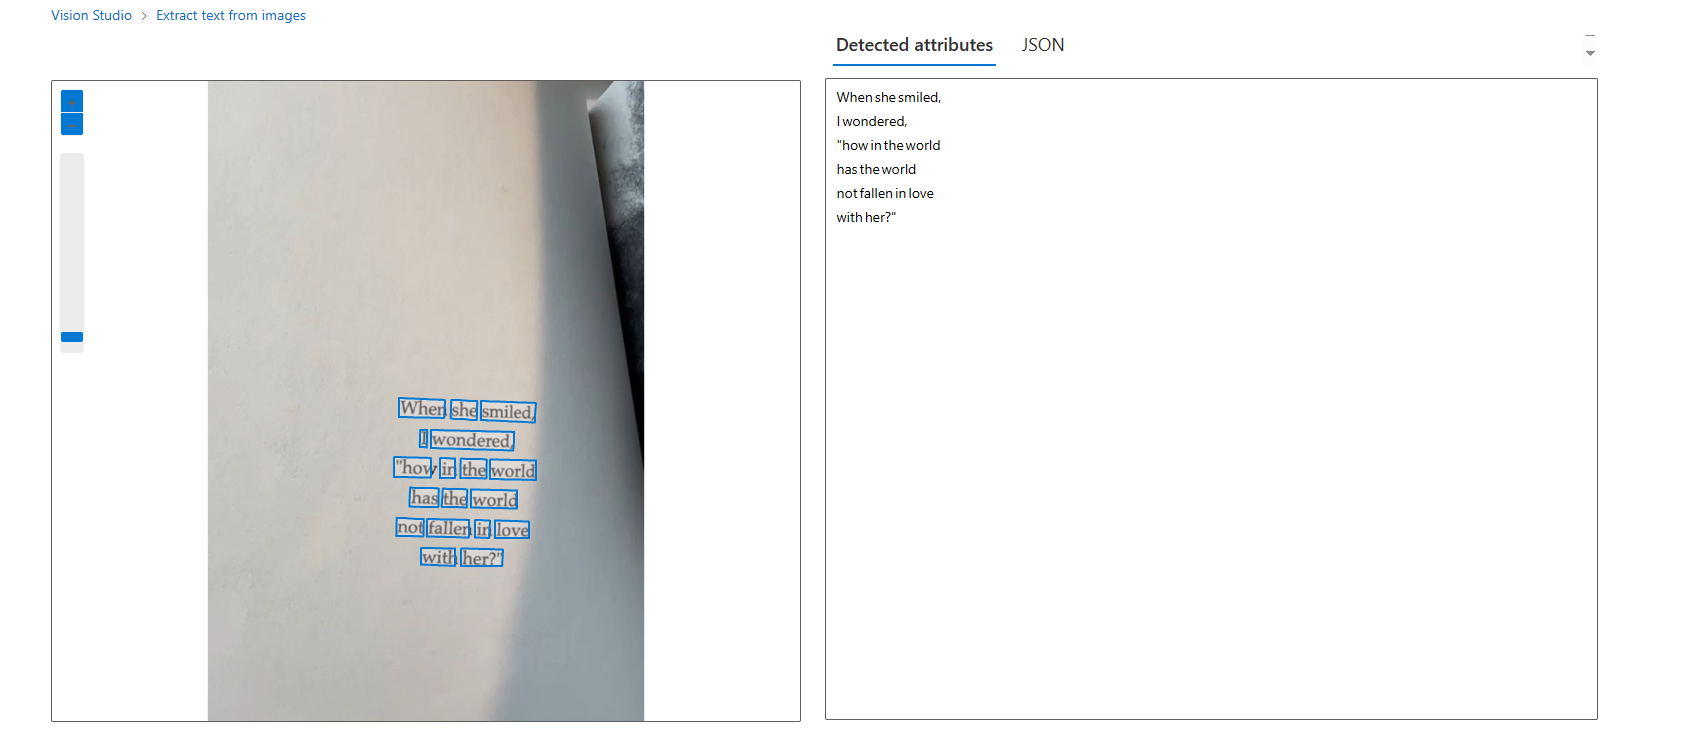 Vision Studio > Extract text from images
Detected attributes JSON
When she smiled,
I wondered,
"how in the world
has the world
not fallen in love
with her?"
When she smiled,
I wondered,
"how in the world
has the world
not fallen in love
with her?"